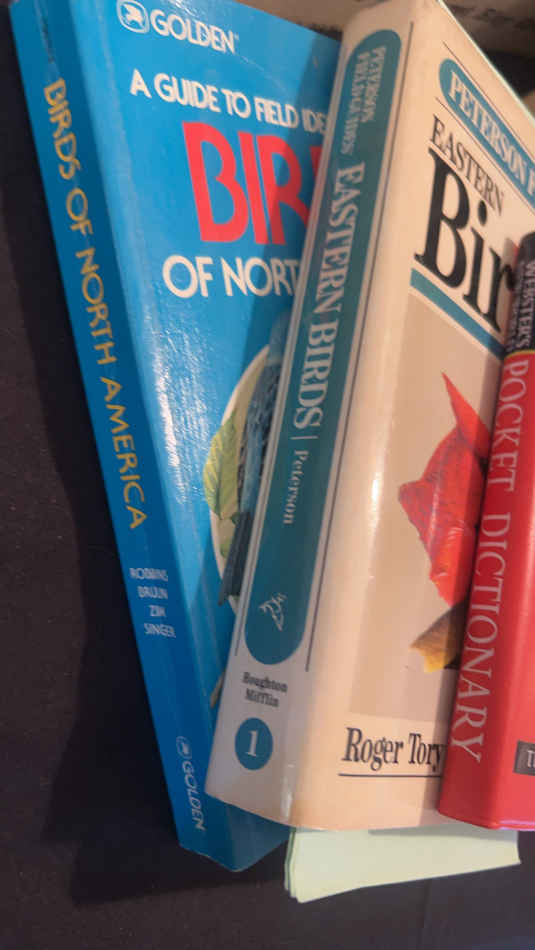 BIRDS OF NORTH AMERICA
ROBBINS
BRUUN
ZIM
SINGER
GOLDEN
GOLDEN
A GUIDE TO FIELD IDE
BIR
OF NORT
PETERSON
FIELD GUIDES
EASTERN BIRDS | Peterson
Houghton
Mifflin
1
PETERSON F
EASTERN
Bir
Roger Tory
WEBSTER'S
POCKET DICTIONARY